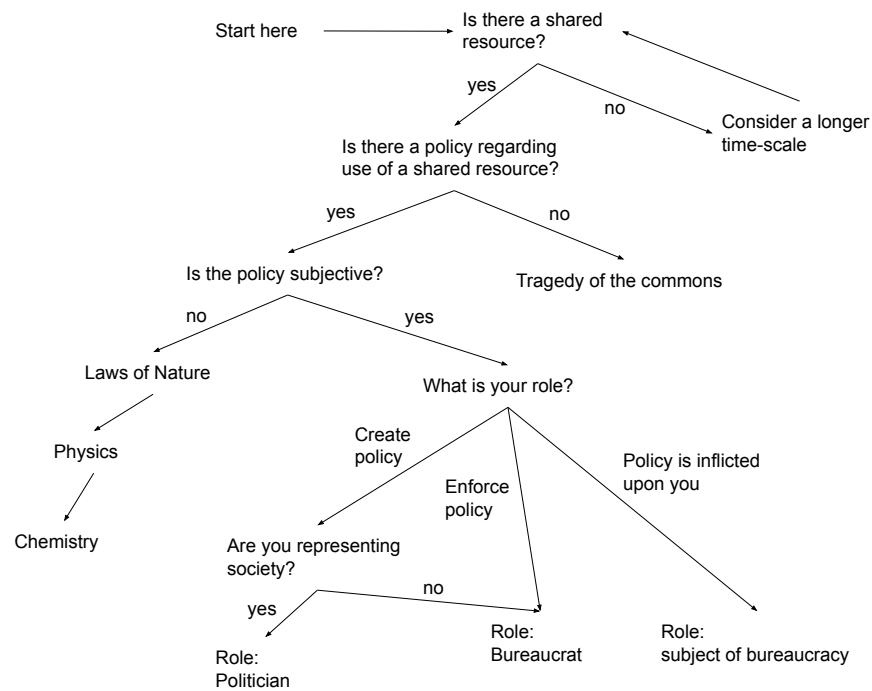 Start here
Is there a shared
resource?
yes
no
Consider a longer
time-scale
Is there a policy regarding
use of a shared resource?
yes
no
Is the policy subjective?
Tragedy of the commons
no
yes
Laws of Nature
What is your role?
Physics
Create
policy
Enforce
policy
Policy is inflicted
upon you
Chemistry
Are you representing
society?
yes
no
Role:
Politician
Role:
Bureaucrat
Role:
subject of bureaucracy